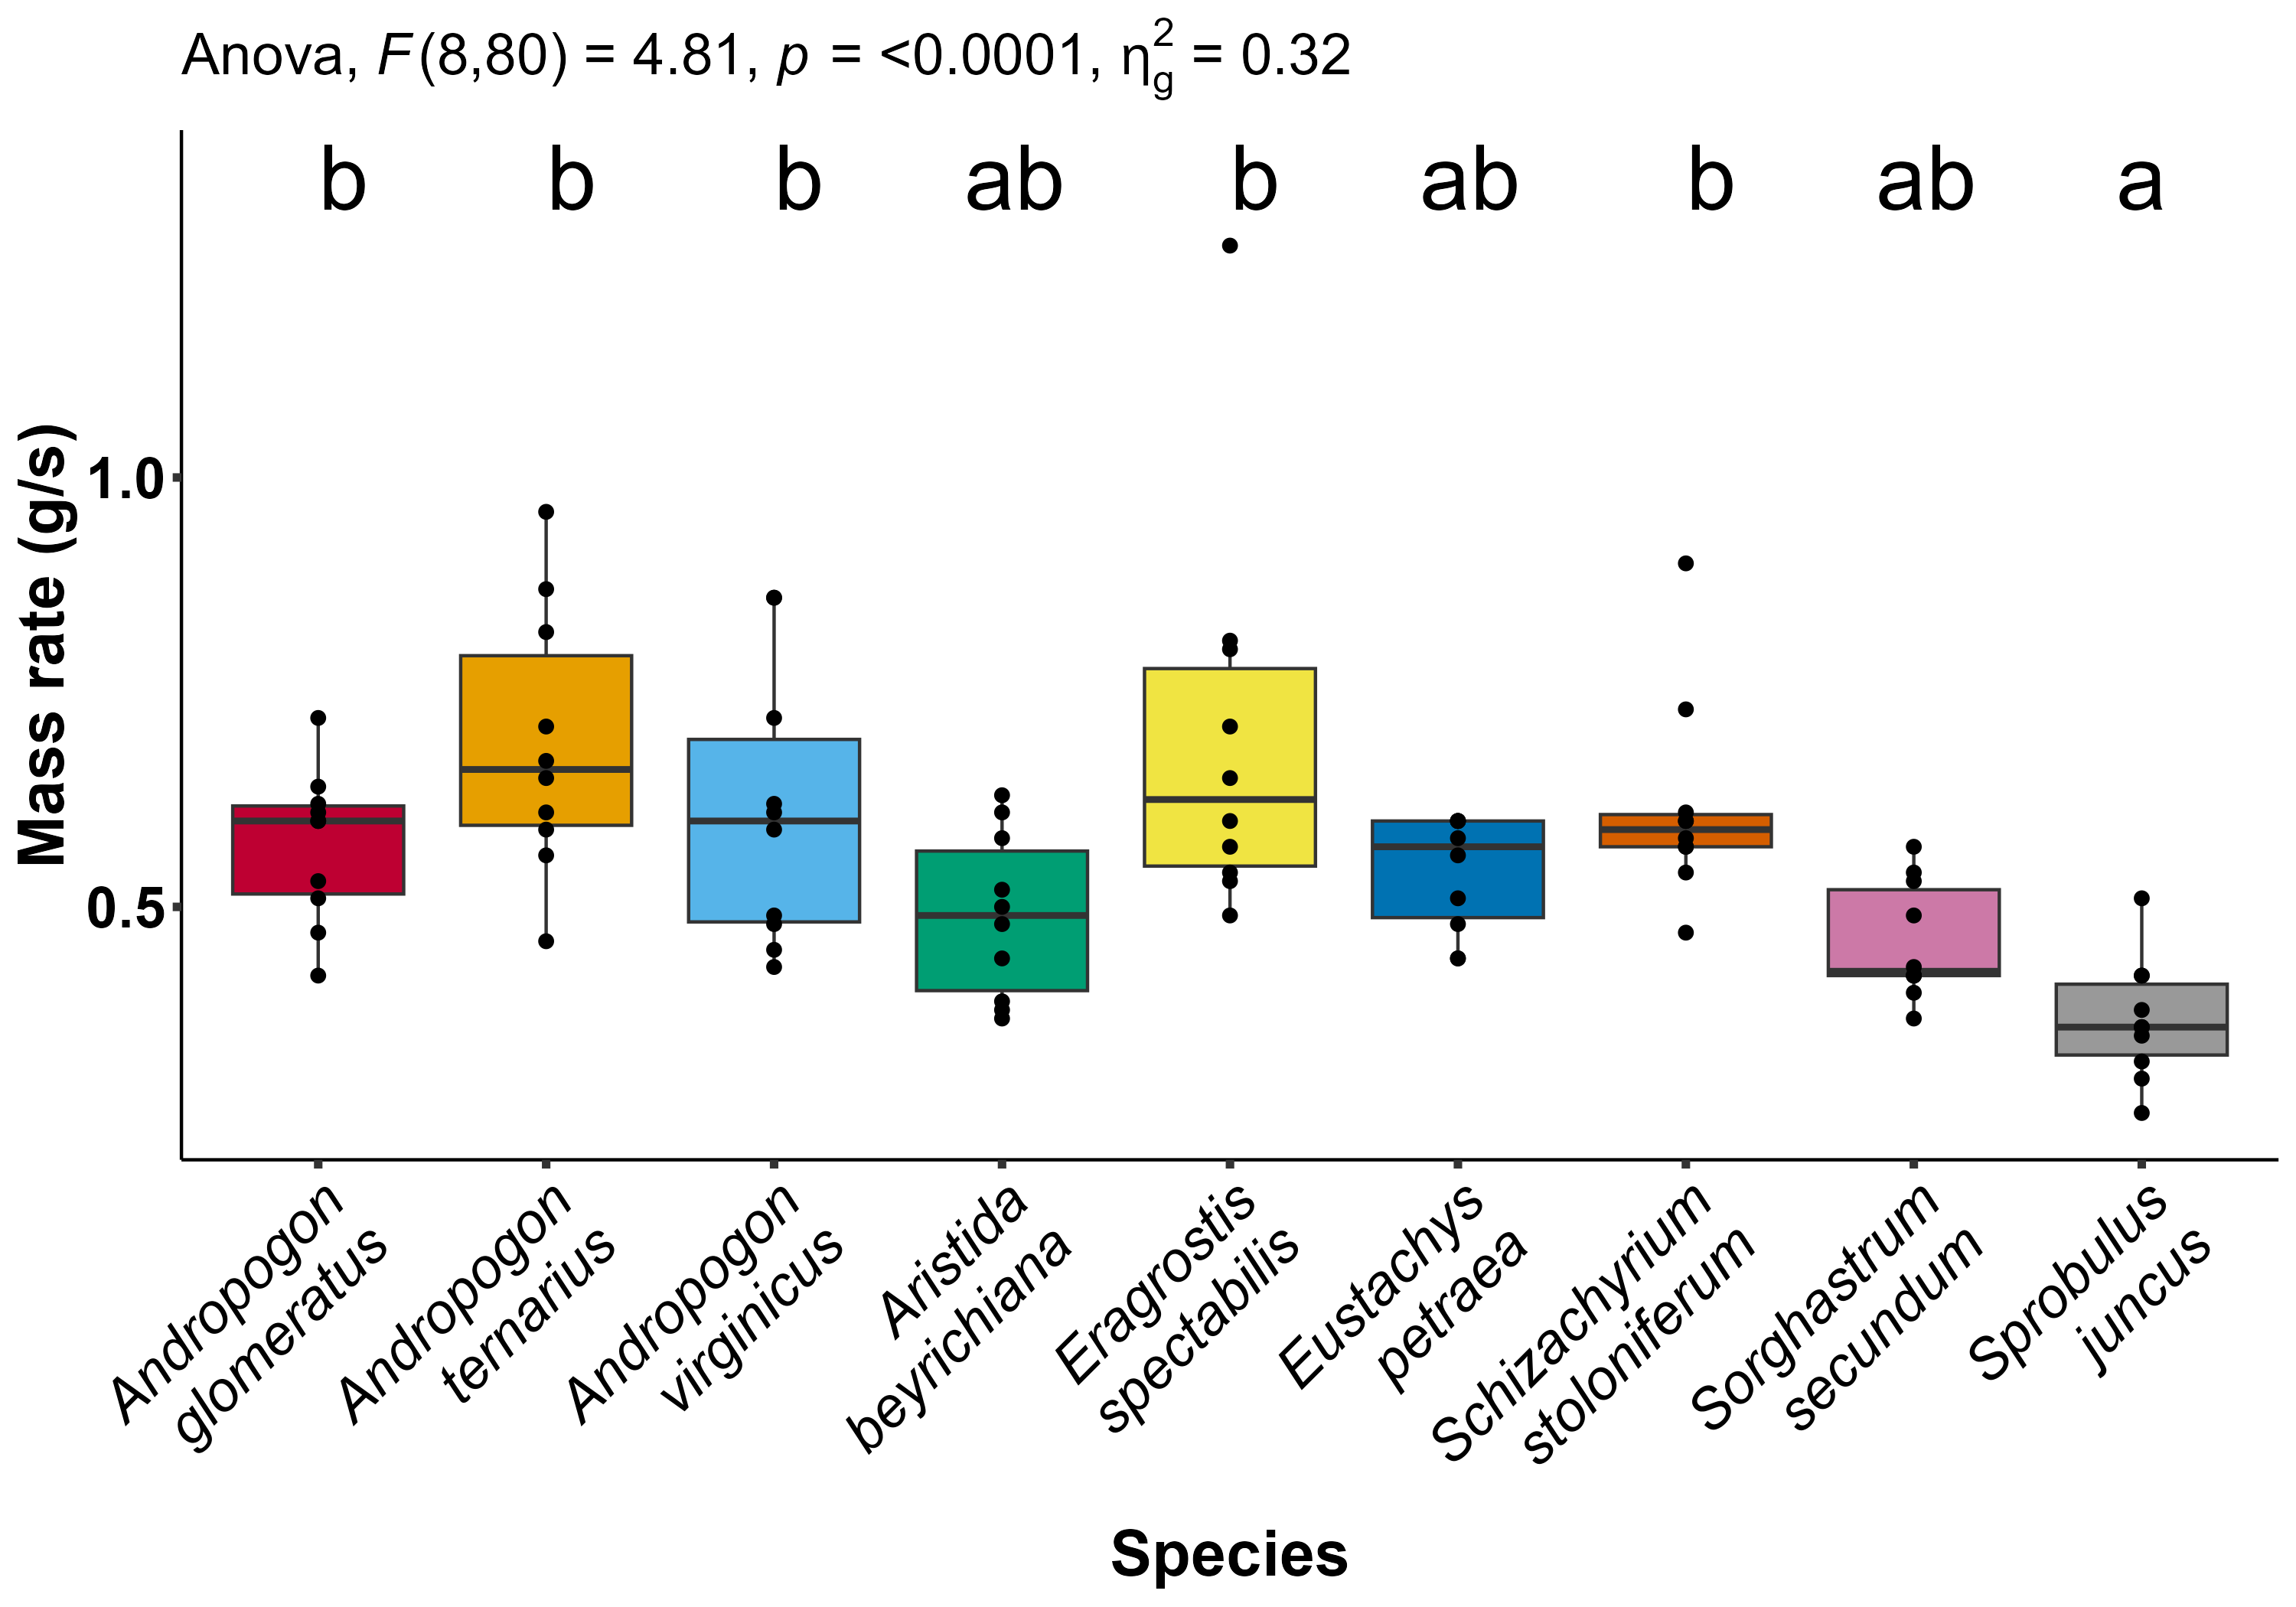 Anova, F(8,80) = 4.81, p = <0.0001, η²g = 0.32
b b b ab b ab b ab a
Mass rate (g/s)
1.0
0.5
Andropogon
glomeratus
Andropogon
ternarius
Andropogon
virginicus
Aristida
beyrichiana
Eragrostis
spectabilis
Eustachys
petraea
Schizachyrium
stoloniferum
Sorghastrum
secundum
Sprobulus
juncus
Species